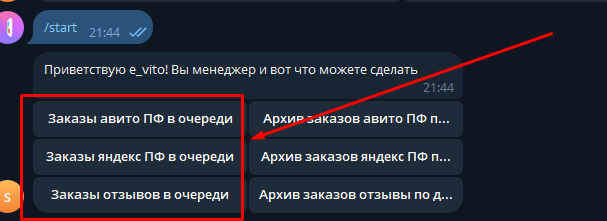 /start
21:44
Приветствую e_vito! Вы менеджер и вот что можете сделать
21:44
Заказы авито ПФ в очереди Архив заказов авито ПФ п...
Заказы яндекс ПФ в очереди Архив заказов яндекс ПФ п...
Заказы отзывов в очереди Архив заказов отзывы по д...
S